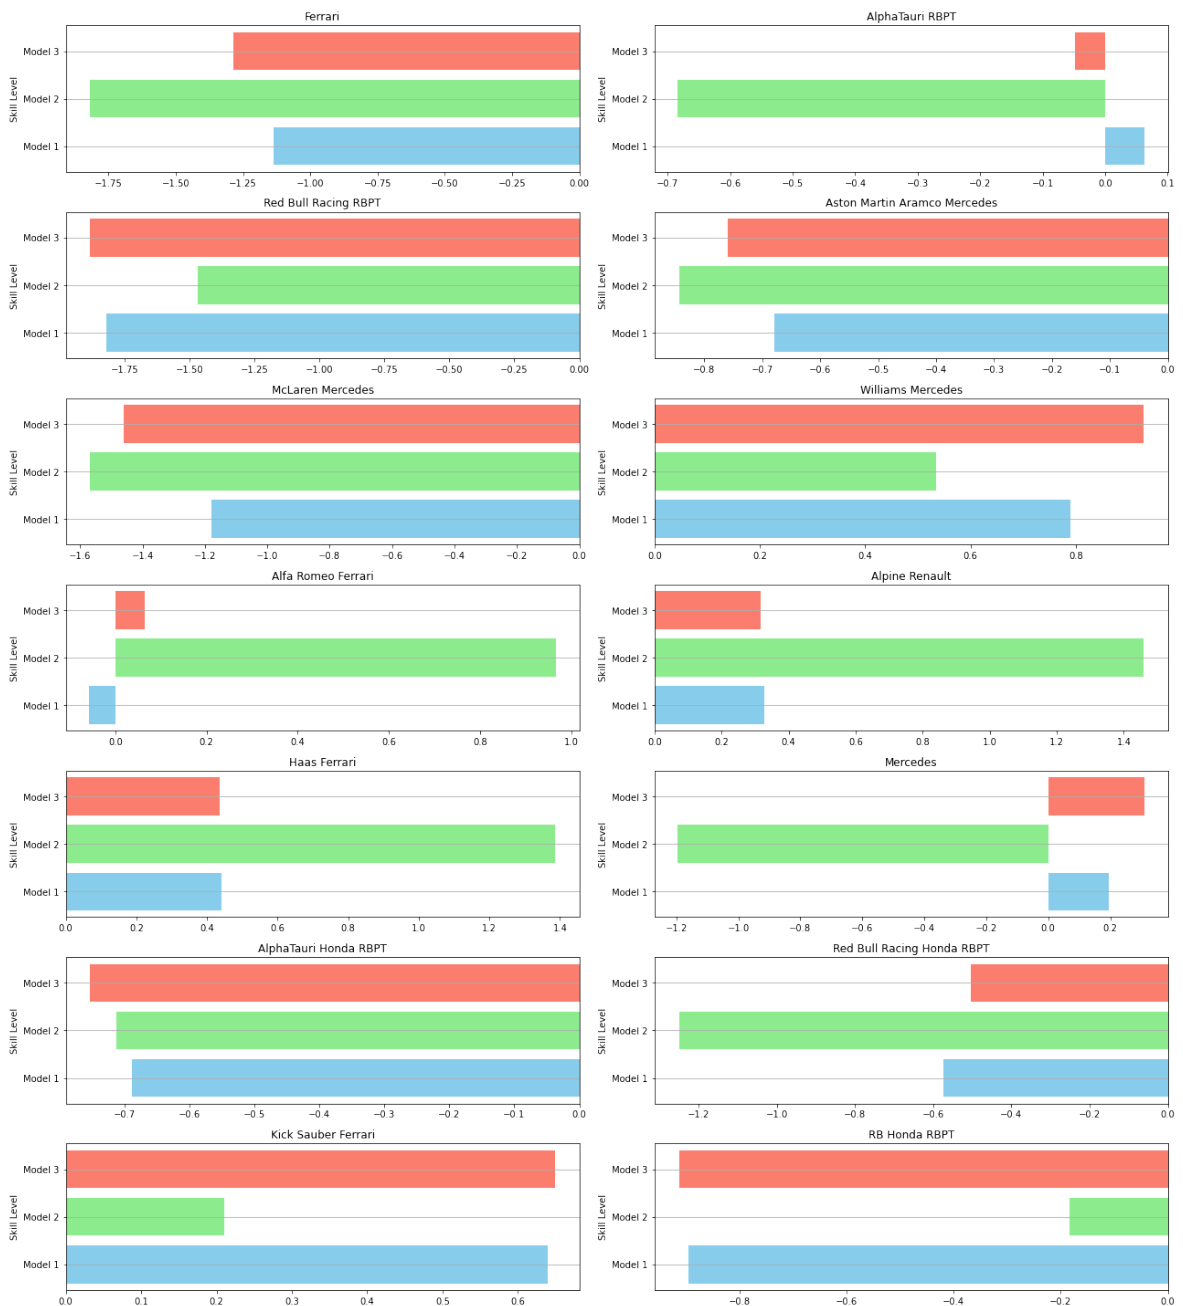 Ferrari
Skill Level
Model 3
Model 2
Model 1
−1.75 −1.50 −1.25 −1.00 −0.75 −0.50 −0.25 0.00
AlphaTauri RBPT
Skill Level
Model 3
Model 2
Model 1
−0.7 −0.6 −0.5 −0.4 −0.3 −0.2 −0.1 0.0 0.1
Red Bull Racing RBPT
Skill Level
Model 3
Model 2
Model 1
−1.75 −1.50 −1.25 −1.00 −0.75 −0.50 −0.25 0.00
Aston Martin Aramco Mercedes
Skill Level
Model 3
Model 2
Model 1
−0.8 −0.7 −0.6 −0.5 −0.4 −0.3 −0.2 −0.1 0.0
McLaren Mercedes
Skill Level
Model 3
Model 2
Model 1
−1.6 −1.4 −1.2 −1.0 −0.8 −0.6 −0.4 −0.2 0.0
Williams Mercedes
Skill Level
Model 3
Model 2
Model 1
0.0 0.2 0.4 0.6 0.8
Alfa Romeo Ferrari
Skill Level
Model 3
Model 2
Model 1
0.0 0.2 0.4 0.6 0.8 1.0
Alpine Renault
Skill Level
Model 3
Model 2
Model 1
0.0 0.2 0.4 0.6 0.8 1.0 1.2 1.4
Haas Ferrari
Skill Level
Model 3
Model 2
Model 1
0.0 0.2 0.4 0.6 0.8 1.0 1.2 1.4
Mercedes
Skill Level
Model 3
Model 2
Model 1
−1.2 −1.0 −0.8 −0.6 −0.4 −0.2 0.0 0.2
AlphaTauri Honda RBPT
Skill Level
Model 3
Model 2
Model 1
−0.7 −0.6 −0.5 −0.4 −0.3 −0.2 −0.1 0.0
Red Bull Racing Honda RBPT
Skill Level
Model 3
Model 2
Model 1
−1.2 −1.0 −0.8 −0.6 −0.4 −0.2 0.0
Kick Sauber Ferrari
Skill Level
Model 3
Model 2
Model 1
0.0 0.1 0.2 0.3 0.4 0.5 0.6
RB Honda RBPT
Skill Level
Model 3
Model 2
Model 1
−0.8 −0.6 −0.4 −0.2 0.0